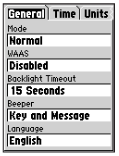 General Time Units
Mode
Normal
WAAS
Disabled
Backlight Timeout
15 Seconds
Beeper
Key and Message
Language
English